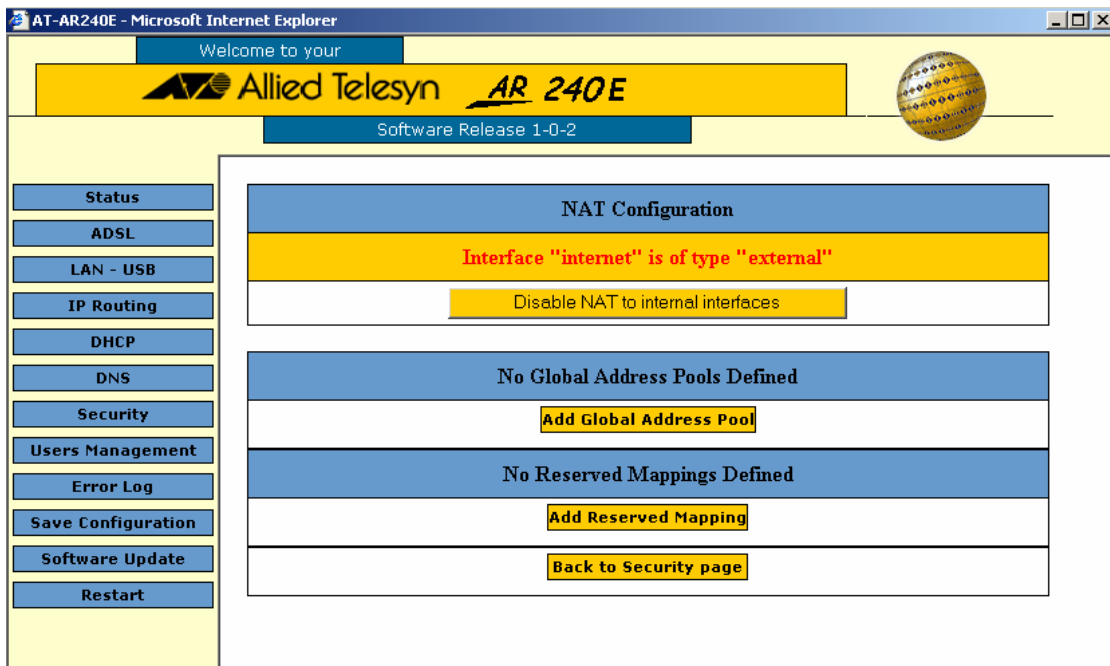 AT-AR240E - Microsoft Internet Explorer
Welcome to your
Allied Telesyn AR 240E
Software Release 1-0-2
Status
ADSL
LAN - USB
IP Routing
DHCP
DNS
Security
Users Management
Error Log
Save Configuration
Software Update
Restart
NAT Configuration
Interface "internet" is of type "external"
Disable NAT to internal interfaces
No Global Address Pools Defined
Add Global Address Pool
No Reserved Mappings Defined
Add Reserved Mapping
Back to Security page